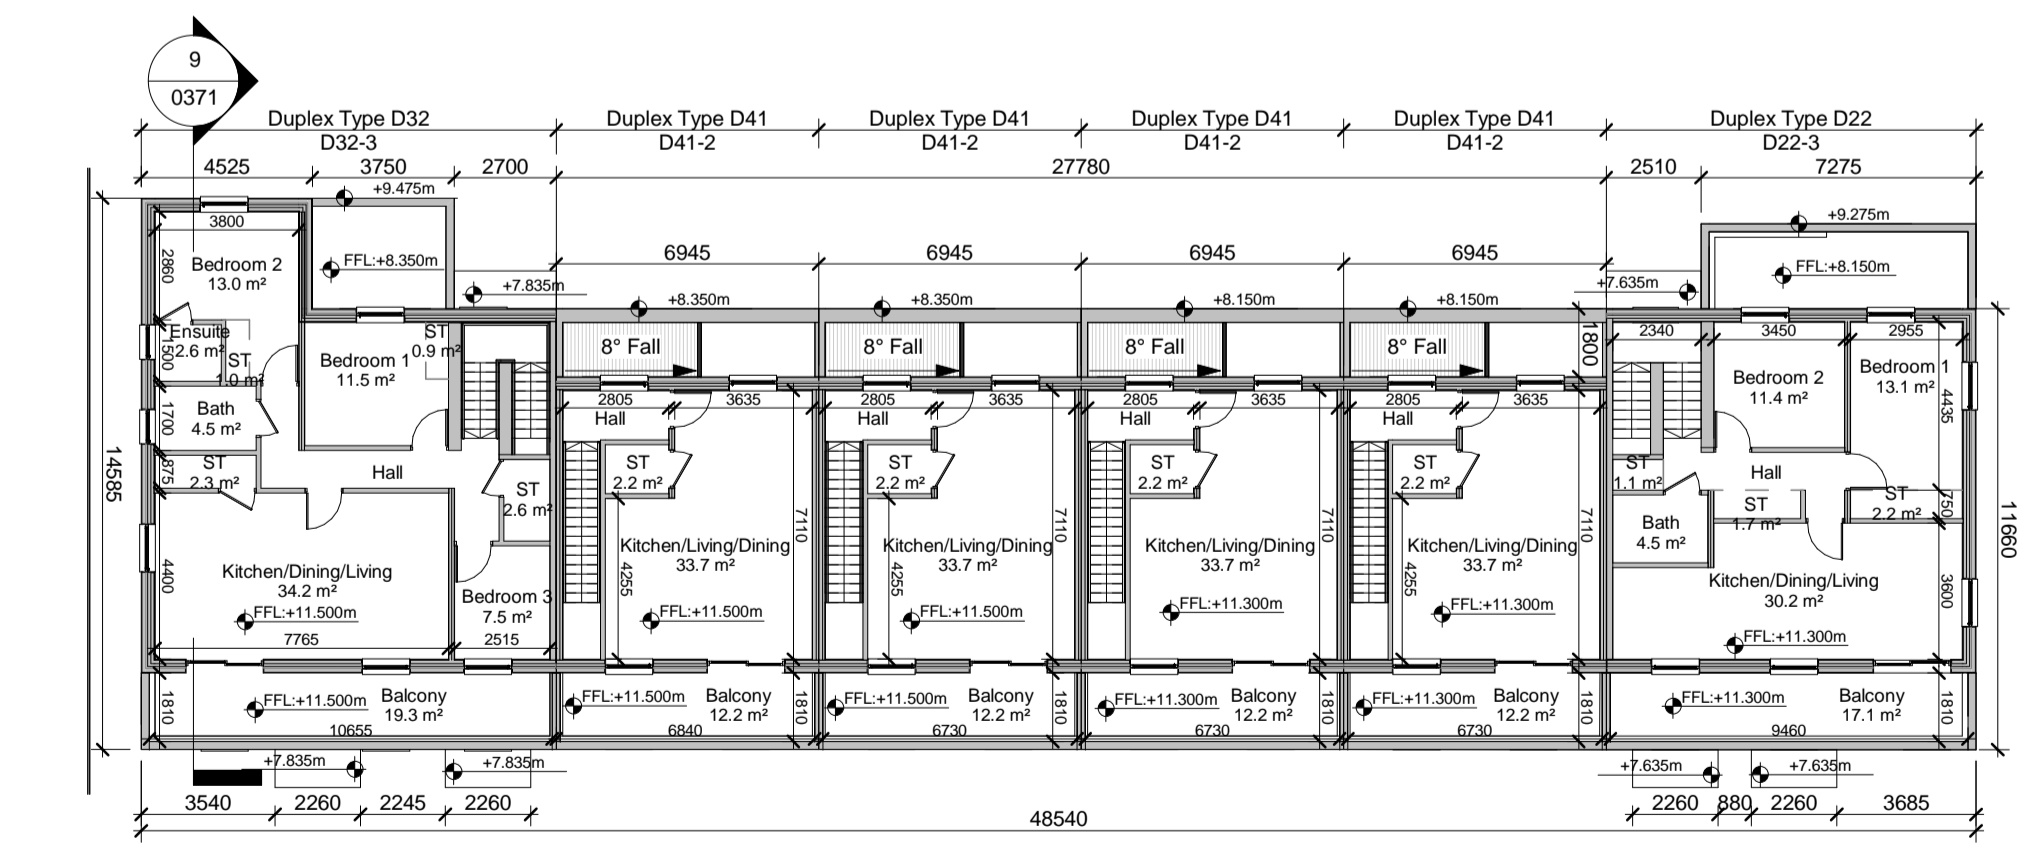 9
0371
Duplex Type D32
D32-3
Duplex Type D41
D41-2
Duplex Type D41
D41-2
Duplex Type D41
D41-2
Duplex Type D41
D41-2
Duplex Type D22
D22-3
4525
3750
2700
27780
2510
7275
+9.475m
+9.275m
3800
2860
Bedroom 2
13.0 m²
FFL:+8.350m
+7.835m
6945
6945
6945
6945
+8.350m
+8.350m
+8.150m
+8.150m
FFL:+8.150m
+7.635m
Ensuite
2.6 m²
1500
ST
1.0 m²
Bedroom 1
11.5 m²
ST
0.9 m²
8° Fall
8° Fall
8° Fall
8° Fall
1800
2340
3450
2955
Bedroom 2
11.4 m²
Bedroom 1
13.1 m²
4435
Bath
4.5 m²
1700
ST
2.3 m²
875
Hall
ST
2.6 m²
14585
2805
3635
Hall
ST
2.2 m²
7110
Kitchen/Living/Dining
33.7 m²
4255
FFL:+11.500m
2805
3635
Hall
ST
2.2 m²
7110
Kitchen/Living/Dining
33.7 m²
4255
FFL:+11.500m
2805
3635
Hall
ST
2.2 m²
7110
Kitchen/Living/Dining
33.7 m²
FFL:+11.300m
2805
3635
Hall
ST
2.2 m²
7110
Kitchen/Living/Dining
33.7 m²
4255
FFL:+11.300m
ST
1.1 m²
Hall
ST
1.7 m²
ST
2.2 m²
750
Bath
4.5 m²
11660
Kitchen/Dining/Living
30.2 m²
3600
FFL:+11.300m
Kitchen/Dining/Living
34.2 m²
4400
FFL:+11.500m
7765
Bedroom 3
7.5 m²
2515
1810
FFL:+11.500m
Balcony
19.3 m²
10655
FFL:+11.500m
Balcony
12.2 m²
1810
6840
FFL:+11.500m
Balcony
12.2 m²
1810
6730
FFL:+11.300m
Balcony
12.2 m²
1810
6730
FFL:+11.300m
Balcony
12.2 m²
1810
6730
FFL:+11.300m
Balcony
17.1 m²
1810
9460
+7.835m
+7.835m
+7.635m
+7.635m
3540
2260
2245
2260
2260
880
2260
3685
48540